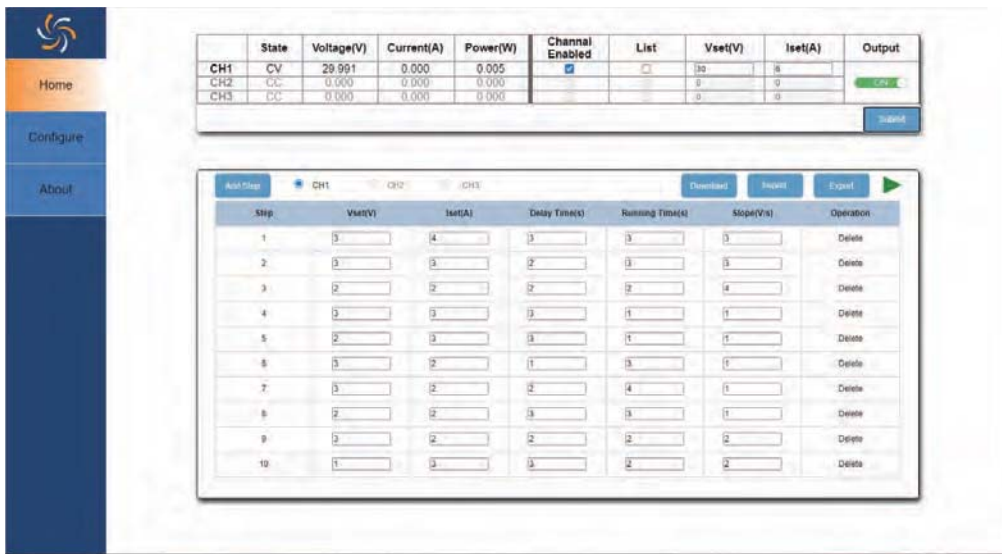 State Voltage(V) Current(A) Power(W) Channal Enabled List Vset(V) Iset(A) Output
CH1 CV 29.991 0.000 0.005 30 6
CH2 CC 0.000 0.000 0.000 0 0 ON
CH3 CC 0.000 0.000 0.000 0 0
Submit
Home
Configure
About
Add Step CH1 CH2 CH3 Download Export
Step Vset(V) Iset(A) Delay Time(s) Running Time(s) Slope(V/s) Operation
1 3 4 3 3 3 Delete
2 3 3 2 3 3 Delete
3 2 2 2 2 4 Delete
4 3 3 3 1 1 Delete
5 2 3 3 1 1 Delete
6 3 2 1 3 1 Delete
7 3 2 2 4 1 Delete
8 2 2 3 3 1 Delete
9 3 2 2 2 2 Delete
10 1 3 3 2 2 Delete